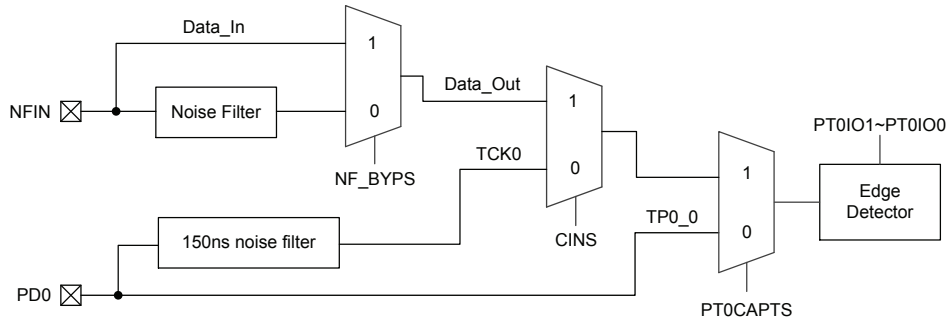 Data_In
1
NFIN
Noise Filter
0
NF_BYPS
Data_Out
1
TCK0
0
CINS
PT0IO1~PT0IO0
1
Edge
Detector
TP0_0
0
150ns noise filter
PD0
PT0CAPTS